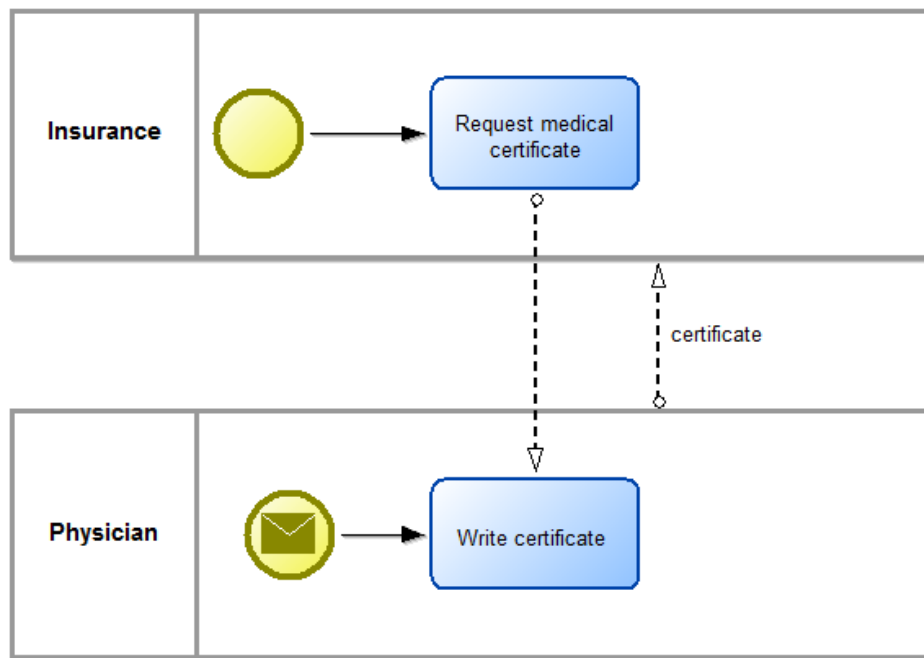 Insurance
Request medical
certificate
certificate
Physician
Write certificate